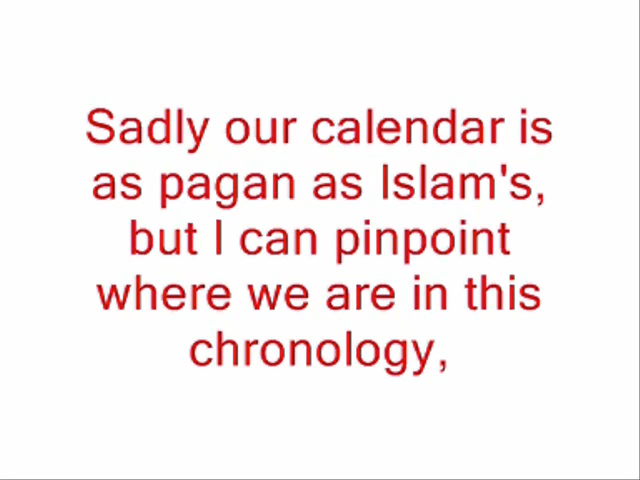 Sadly our calendar is
as pagan as Islam's,
but I can pinpoint
where we are in this
chronology,